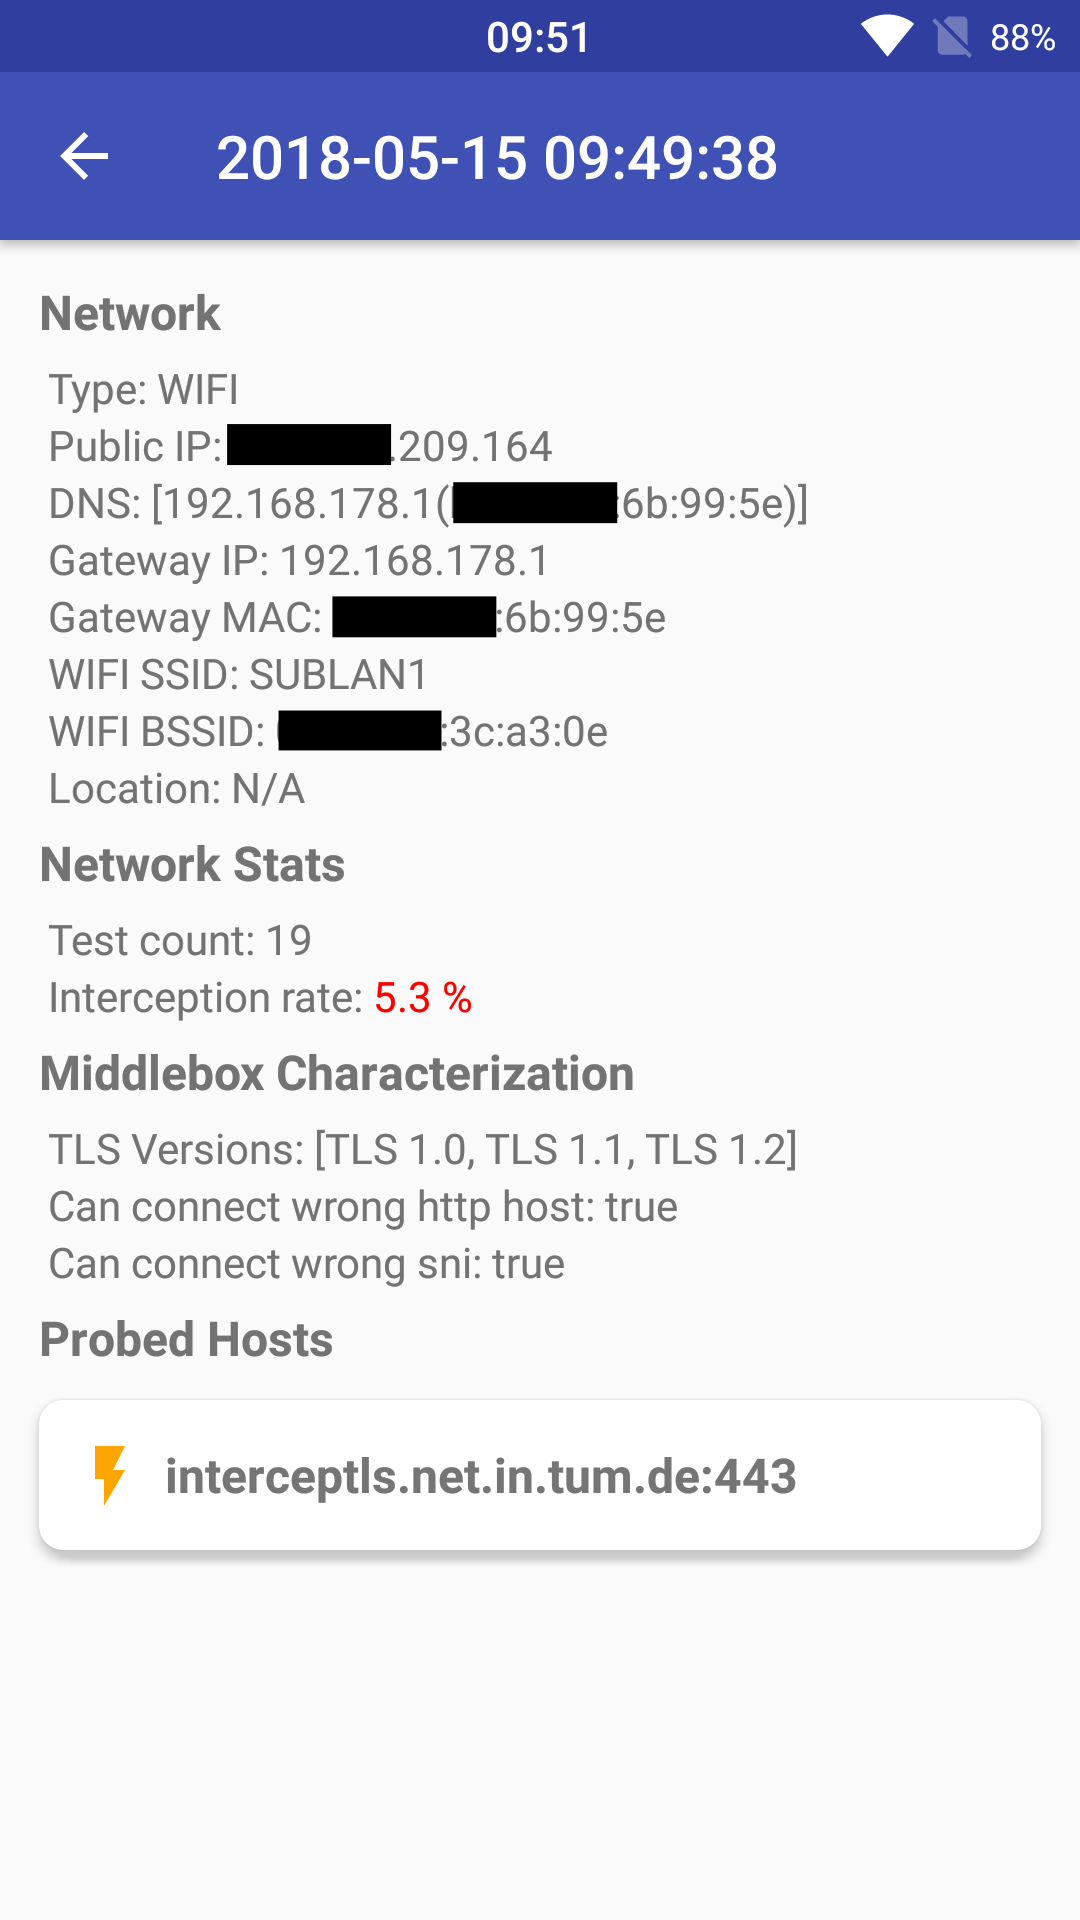 09:51
88%
2018-05-15 09:49:38
Network
Type: WIFI
Public IP: .209.164
DNS: [192.168.178.1( :6b:99:5e)]
Gateway IP: 192.168.178.1
Gateway MAC: :6b:99:5e
WIFI SSID: SUBLAN1
WIFI BSSID: :3c:a3:0e
Location: N/A
Network Stats
Test count: 19
Interception rate: 5.3 %
Middlebox Characterization
TLS Versions: [TLS 1.0, TLS 1.1, TLS 1.2]
Can connect wrong http host: true
Can connect wrong sni: true
Probed Hosts
interceptls.net.in.tum.de:443